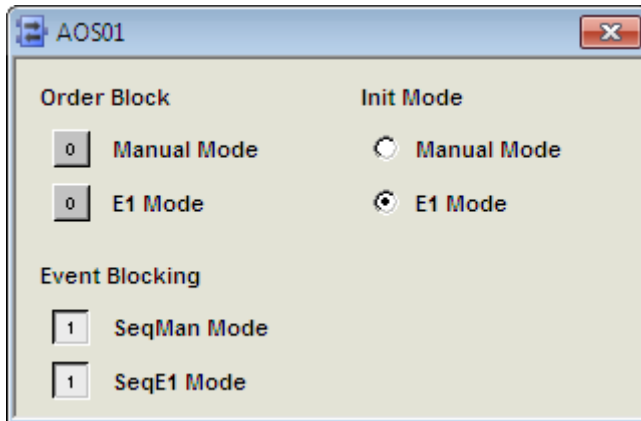 AOS01
Order Block
0 Manual Mode
0 E1 Mode
Init Mode
Manual Mode
E1 Mode
Event Blocking
1 SeqMan Mode
1 SeqE1 Mode